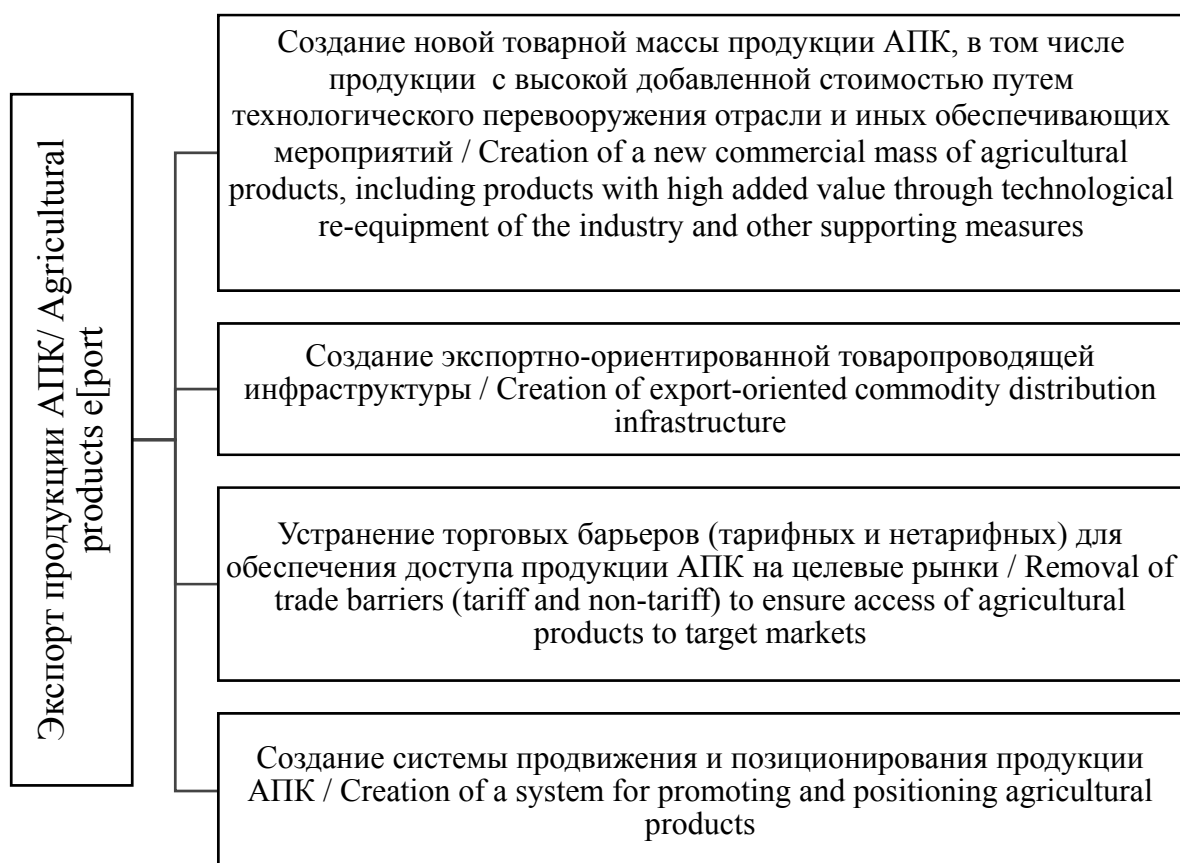 Экспорт продукции АПК/ Agricultural
products e[port
Создание новой товарной массы продукции АПК, в том числе
продукции с высокой добавленной стоимостью путем
технологического перевооружения отрасли и иных обеспечивающих
мероприятий / Creation of a new commercial mass of agricultural
products, including products with high added value through technological
re-equipment of the industry and other supporting measures
Создание экспортно-ориентированной товаропроводящей
инфраструктуры / Creation of export-oriented commodity distribution
infrastructure
Устранение торговых барьеров (тарифных и нетарифных) для
обеспечения доступа продукции АПК на целевые рынки / Removal of
trade barriers (tariff and non-tariff) to ensure access of agricultural
products to target markets
Создание системы продвижения и позиционирования продукции
АПК / Creation of a system for promoting and positioning agricultural
products